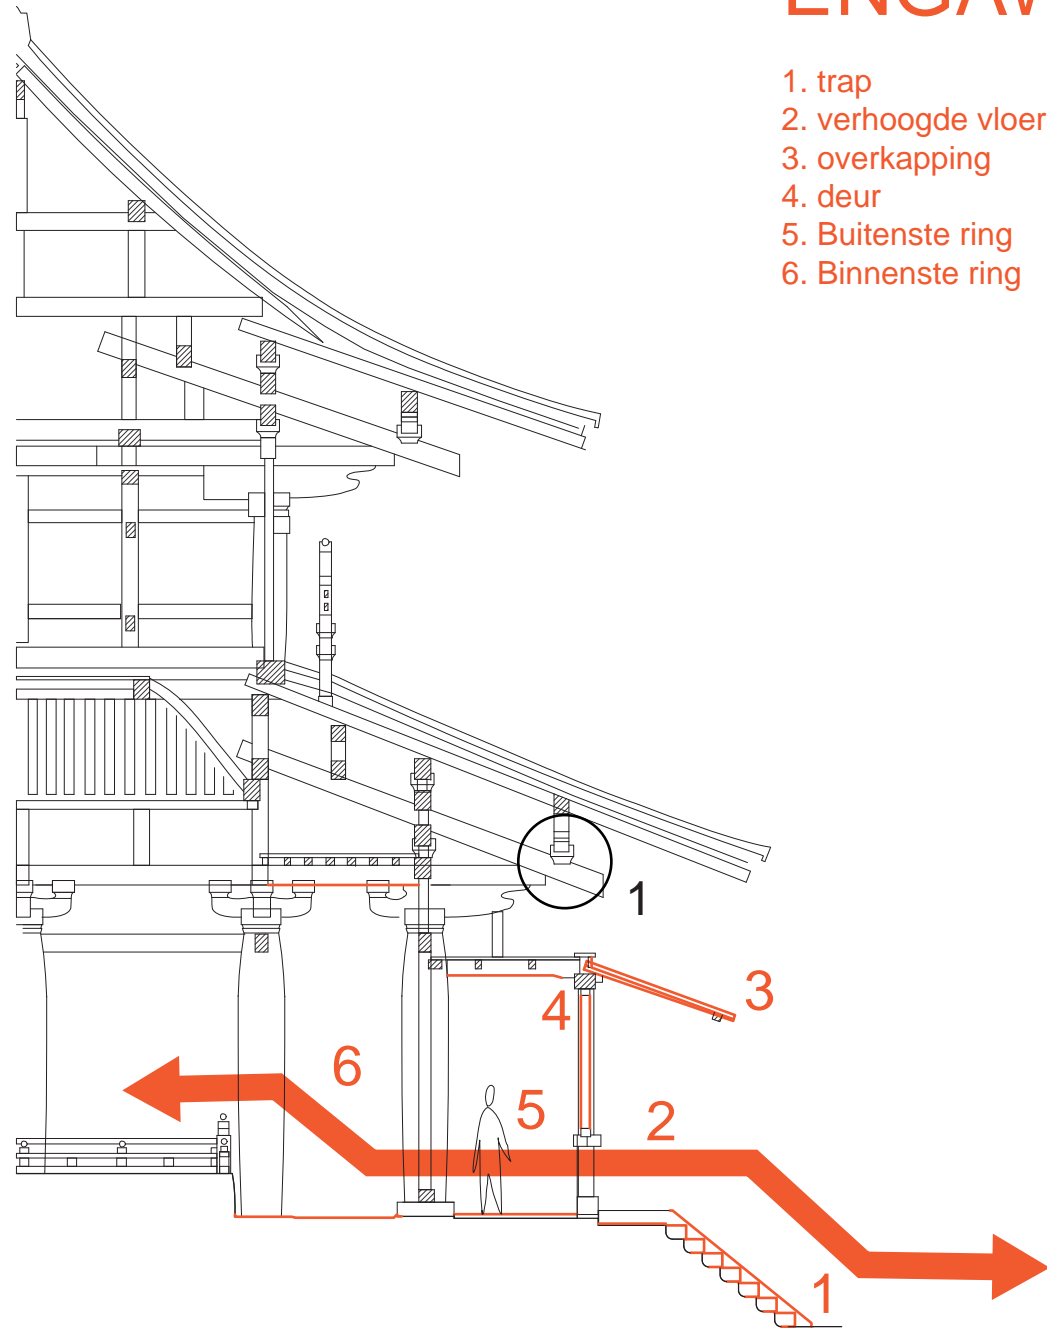 1. trap
2. verhoogde vloer
3. overkapping
4. deur
5. Buitenste ring
6. Binnenste ring
1
3
4
6
5
2
1